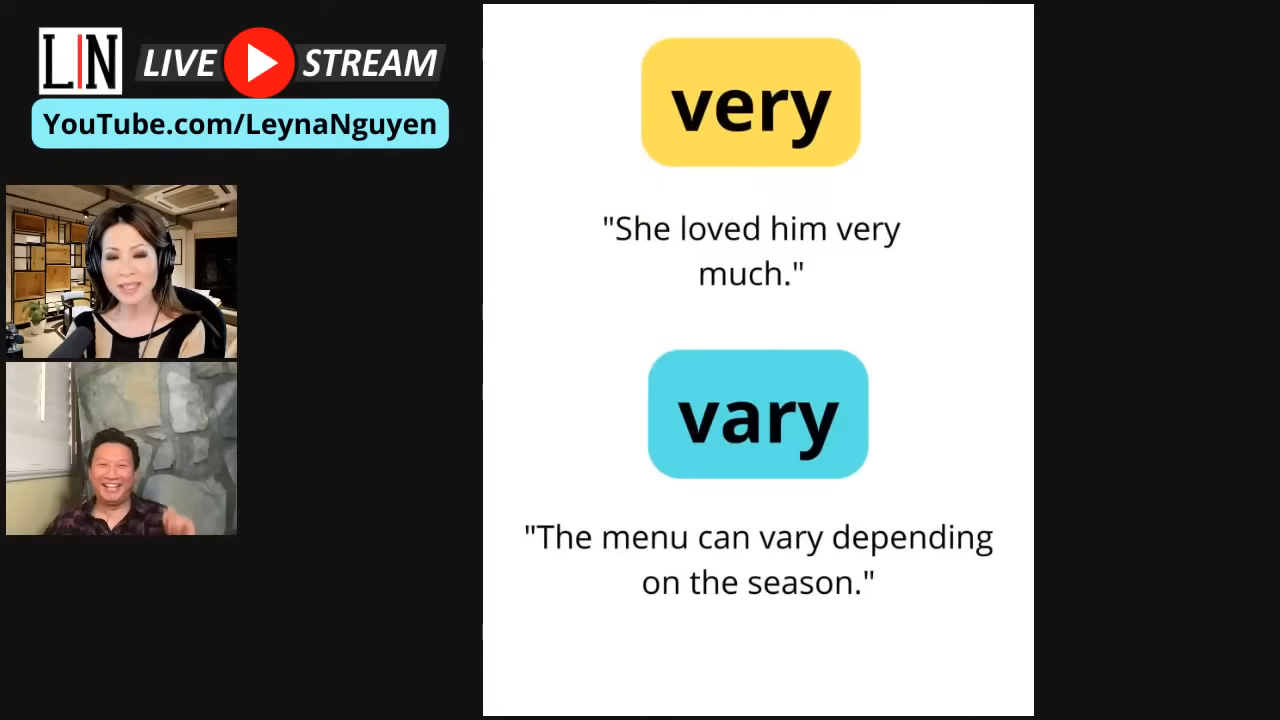 LIN
LIVE STREAM
YouTube.com/LeynaNguyen
very
"She loved him very
much."
vary
"The menu can vary depending
on the season."